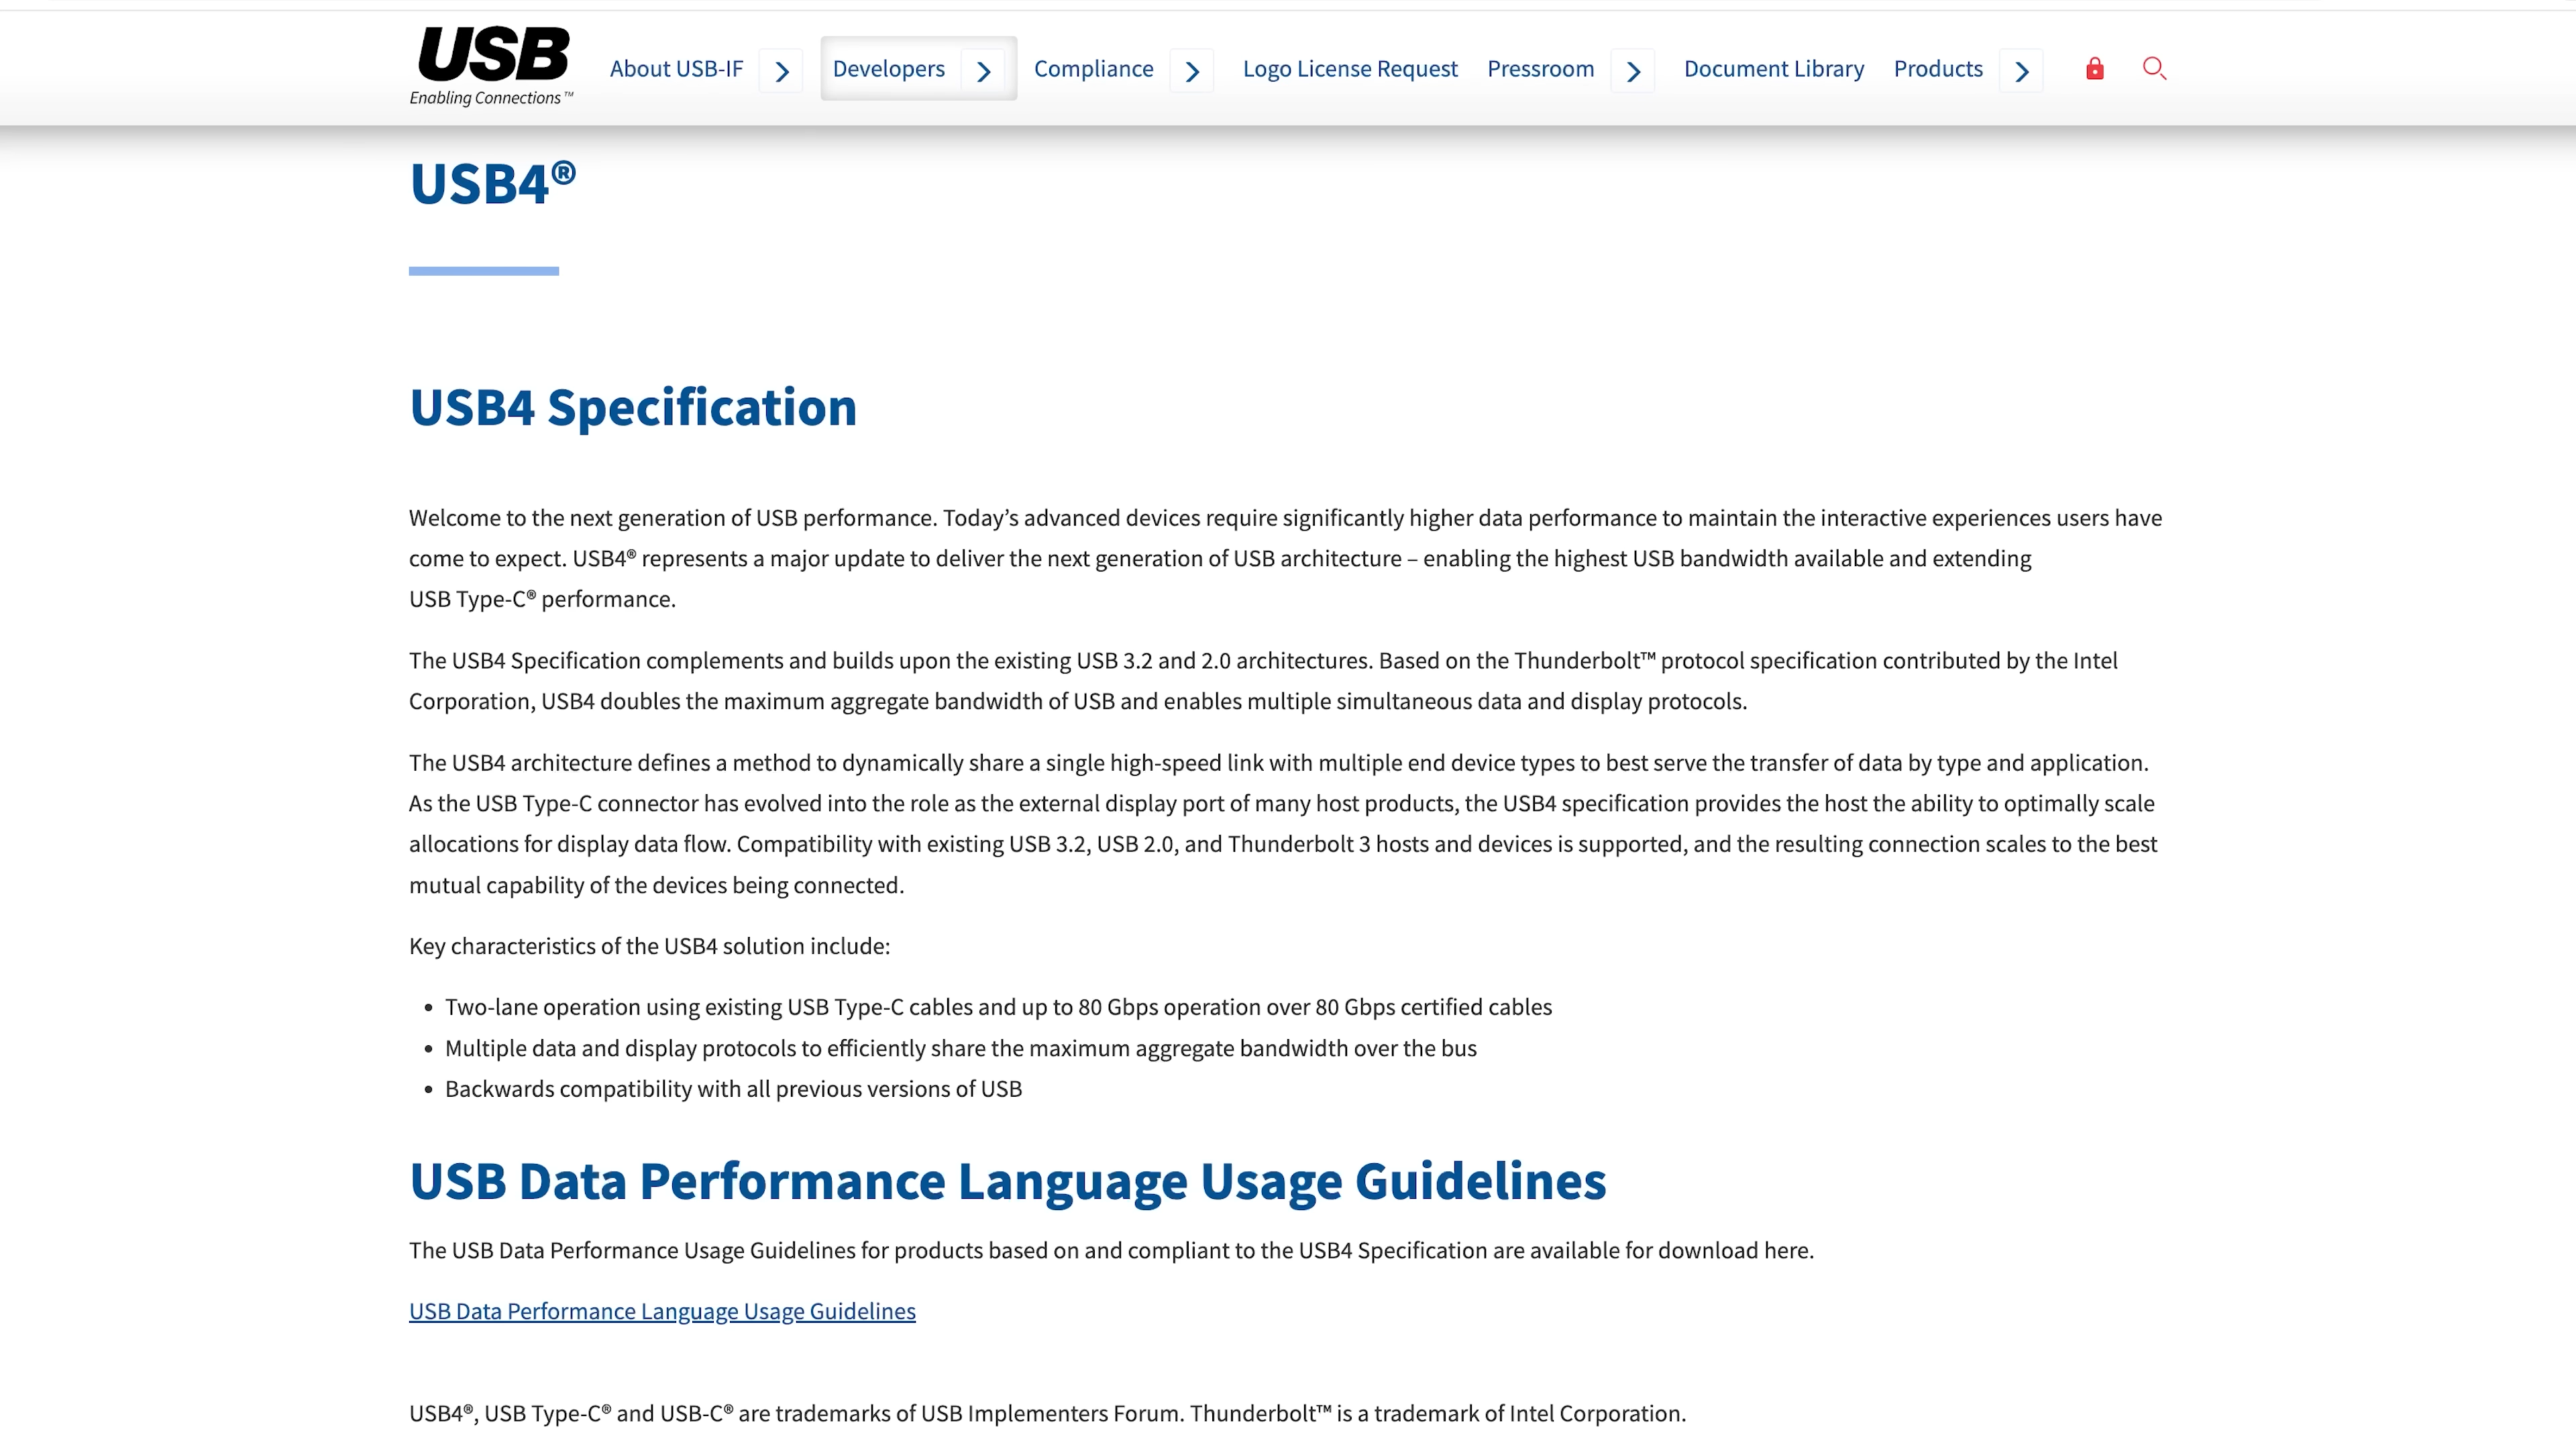 USB
Enabling Connections™
About USB-IF
Developers
Compliance
Logo License Request
Pressroom
Document Library
Products
USB4®
USB4 Specification
Welcome to the next generation of USB performance. Today’s advanced devices require significantly higher data performance to maintain the interactive experiences users have
come to expect. USB4® represents a major update to deliver the next generation of USB architecture – enabling the highest USB bandwidth available and extending
USB Type-C® performance.
The USB4 Specification complements and builds upon the existing USB 3.2 and 2.0 architectures. Based on the Thunderbolt™ protocol specification contributed by the Intel
Corporation, USB4 doubles the maximum aggregate bandwidth of USB and enables multiple simultaneous data and display protocols.
The USB4 architecture defines a method to dynamically share a single high-speed link with multiple end device types to best serve the transfer of data by type and application.
As the USB Type-C connector has evolved into the role as the external display port of many host products, the USB4 specification provides the host the ability to optimally scale
allocations for display data flow. Compatibility with existing USB 3.2, USB 2.0, and Thunderbolt 3 hosts and devices is supported, and the resulting connection scales to the best
mutual capability of the devices being connected.
Key characteristics of the USB4 solution include:
• Two-lane operation using existing USB Type-C cables and up to 80 Gbps operation over 80 Gbps certified cables
• Multiple data and display protocols to efficiently share the maximum aggregate bandwidth over the bus
• Backwards compatibility with all previous versions of USB
USB Data Performance Language Usage Guidelines
The USB Data Performance Usage Guidelines for products based on and compliant to the USB4 Specification are available for download here.
USB Data Performance Language Usage Guidelines
USB4®, USB Type-C® and USB-C® are trademarks of USB Implementers Forum. Thunderbolt™ is a trademark of Intel Corporation.